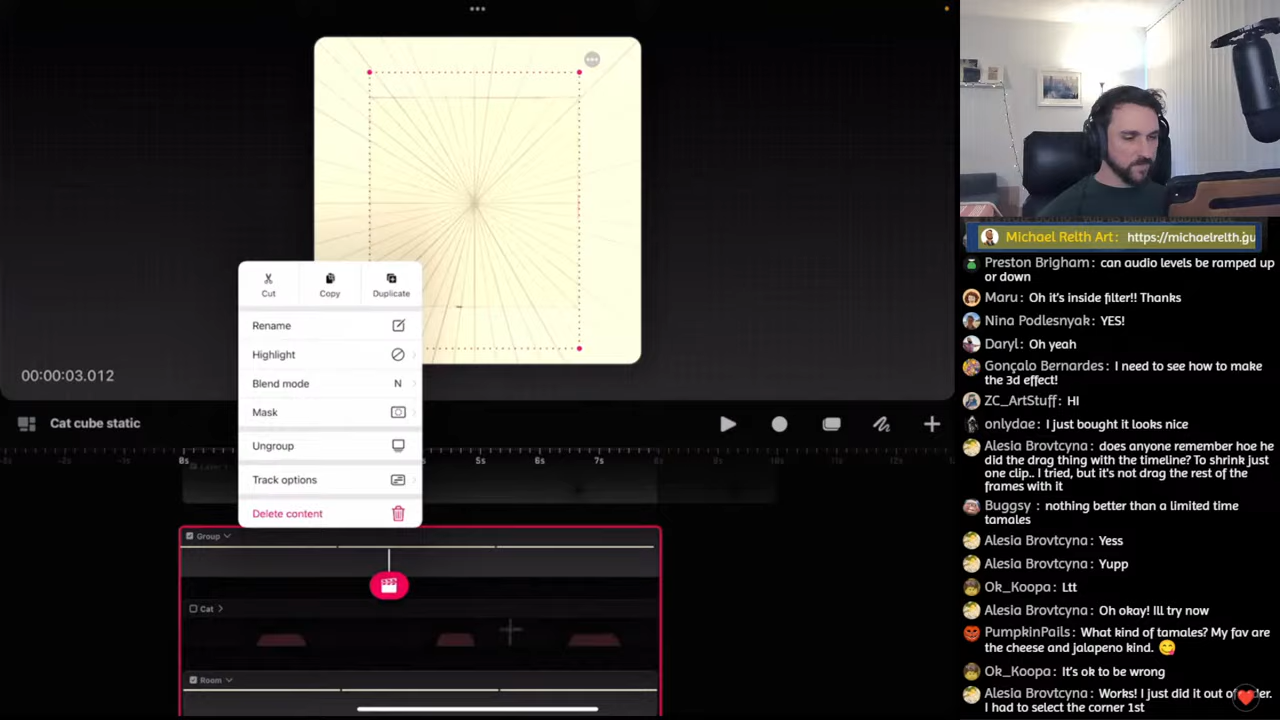 Cut
Copy
Duplicate
Rename
Highlight
Blend mode
N
Mask
Ungroup
Track options
Delete content
00:00:03.012
Cat cube static
0s
5s
6s
7s
Group
Cat
Room
Michael Relth Art: https://michaelrelth.gu
Preston Brigham: can audio levels be ramped up
or down
Maru: Oh it's inside filter!! Thanks
Nina Podlesnyak: YES!
Daryl: Oh yeah
Gonçalo Bernardes: I need to see how to make
the 3d effect!
ZC_ArtStuff: HI
onlydae: I just bought it looks nice
Alesia Brovtcyna: does anyone remember hoe he
did the drag thing with the timeline? To shrink just
one clip.. I tried, but it's not drag the rest of the
frames with it
Buggsy: nothing better than a limited time
tamales
Alesia Brovtcyna: Yess
Alesia Brovtcyna: Yupp
Ok_Koopa: Ltt
Alesia Brovtcyna: Oh okay! Ill try now
PumpkinPails: What kind of tamales? My fav are
the cheese and jalapeno kind. 😋
Ok_Koopa: It's ok to be wrong
Alesia Brovtcyna: Works! I just did it out of
I had to select the corner 1st